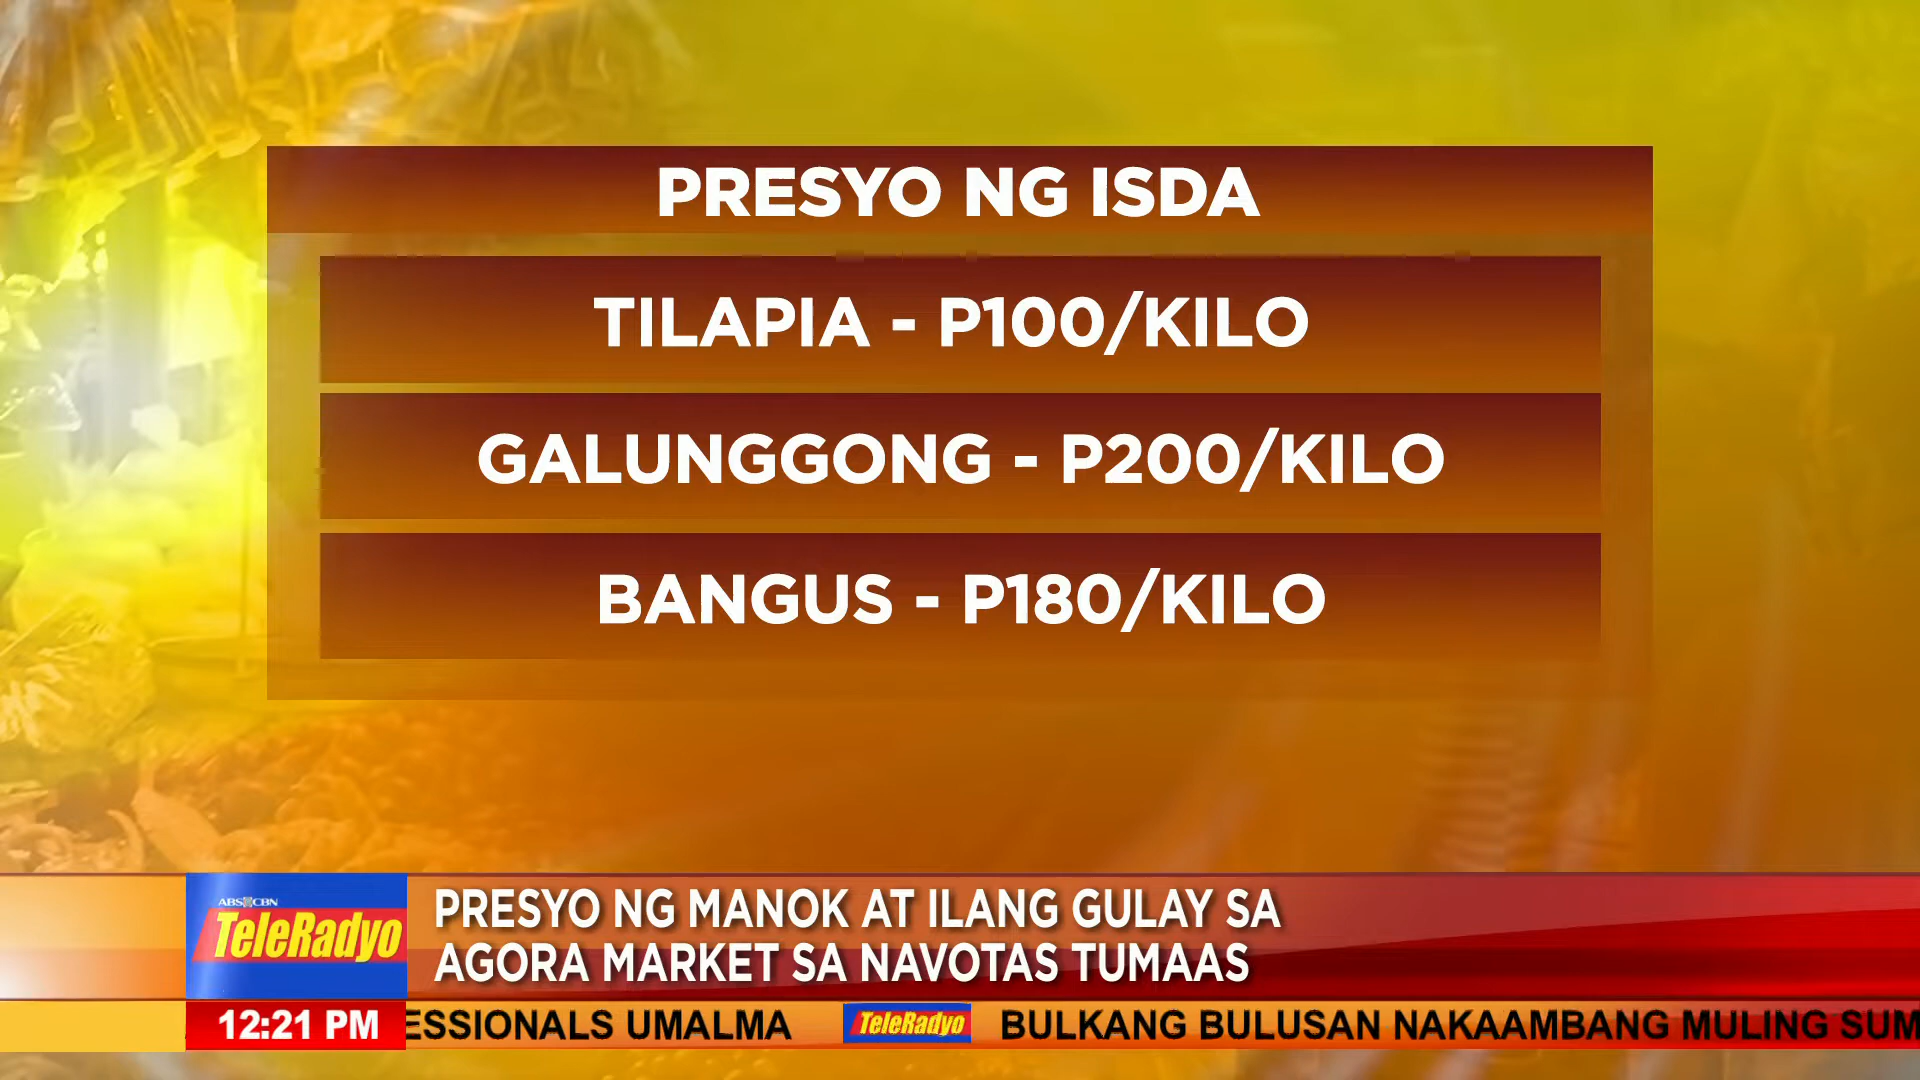 PRESYO NG ISDA
TILAPIA - P100/KILO
GALUNGGONG - P200/KILO
BANGUS - P180/KILO
ABS-CBN
TeleRadyo
PRESYO NG MANOK AT ILANG GULAY SA
AGORA MARKET SA NAVOTAS TUMAAS
12:21 PM
ESSIONALS UMALMA TeleRadyo BULKANG BULUSAN NAKAAMBANG MULING SUM